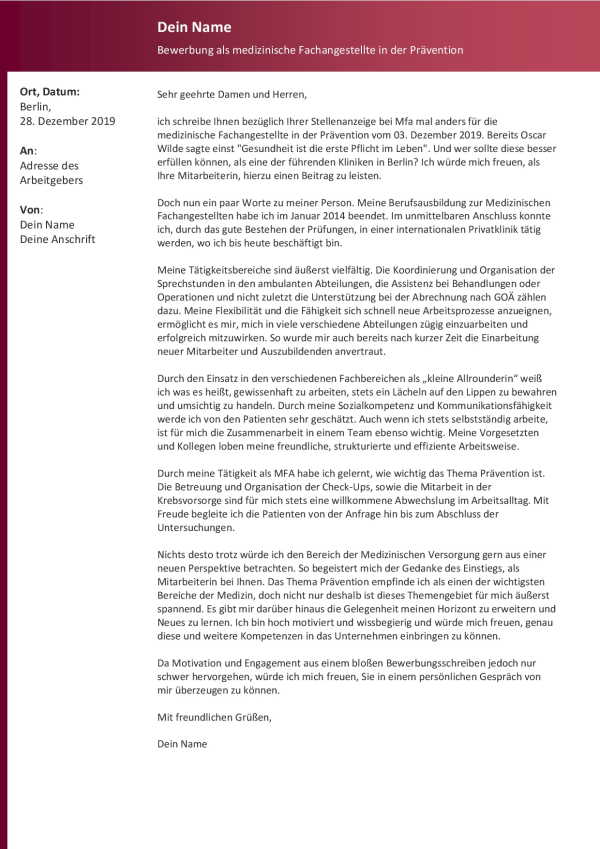 Dein Name
Bewerbung als medizinische Fachangestellte in der Prävention
Ort, Datum:
Berlin,
28. Dezember 2019
An:
Adresse des
Arbeitgebers
Von:
Dein Name
Deine Anschrift
Sehr geehrte Damen und Herren,
ich schreibe Ihnen bezüglich Ihrer Stellenanzeige bei Mfa mal anders für die
medizinische Fachangestellte in der Prävention vom 03. Dezember 2019. Bereits Oscar
Wilde sagte einst "Gesundheit ist die erste Pflicht im Leben". Und wer sollte diese besser
erfüllen können, als eine der führenden Kliniken in Berlin? Ich würde mich freuen, als
Ihre Mitarbeiterin, hierzu einen Beitrag zu leisten.
Doch nun ein paar Worte zu meiner Person. Meine Berufsausbildung zur Medizinischen
Fachangestellten habe ich im Januar 2014 beendet. Im unmittelbaren Anschluss konnte
ich, durch das gute Bestehen der Prüfungen, in einer internationalen Privatklinik tätig
werden, wo ich bis heute beschäftigt bin.
Meine Tätigkeitsbereiche sind äußerst vielfältig. Die Koordinierung und Organisation der
Sprechstunden in den ambulanten Abteilungen, die Assistenz bei Behandlungen oder
Operationen und nicht zuletzt die Unterstützung bei der Abrechnung nach GOÄ zählen
dazu. Meine Flexibilität und die Fähigkeit sich schnell neue Arbeitsprozesse anzueignen,
ermöglicht es mir, mich in viele verschiedene Abteilungen zügig einzuarbeiten und
erfolgreich mitzuwirken. So wurde mir auch bereits nach kurzer Zeit die Einarbeitung
neuer Mitarbeiter und Auszubildenden anvertraut.
Durch den Einsatz in den verschiedenen Fachbereichen als „kleine Allrounderin“ weiß
ich was es heißt, gewissenhaft zu arbeiten, stets ein Lächeln auf den Lippen zu bewahren
und umsichtig zu handeln. Durch meine Sozialkompetenz und Kommunikationsfähigkeit
werde ich von den Patienten sehr geschätzt. Auch wenn ich stets selbstständig arbeite,
ist für mich die Zusammenarbeit in einem Team ebenso wichtig. Meine Vorgesetzten
und Kollegen loben meine freundliche, strukturierte und effiziente Arbeitsweise.
Durch meine Tätigkeit als MFA habe ich gelernt, wie wichtig das Thema Prävention ist.
Die Betreuung und Organisation der Check-Ups, sowie die Mitarbeit in der
Krebsvorsorge sind für mich stets eine willkommene Abwechslung im Arbeitsalltag. Mit
Freude begleite ich die Patienten von der Anfrage hin bis zum Abschluss der
Untersuchungen.
Nichts desto trotz würde ich den Bereich der Medizinischen Versorgung gern aus einer
neuen Perspektive betrachten. So begeistert mich der Gedanke des Einstiegs, als
Mitarbeiterin bei Ihnen. Das Thema Prävention empfinde ich als einen der wichtigsten
Bereiche der Medizin, doch nicht nur deshalb ist dieses Themengebiet für mich äußerst
spannend. Es gibt mir darüber hinaus die Gelegenheit meinen Horizont zu erweitern und
Neues zu lernen. Ich bin hoch motiviert und wissbegierig und würde mich freuen, genau
diese und weitere Kompetenzen in das Unternehmen einbringen zu können.
Da Motivation und Engagement aus einem bloßen Bewerbungsschreiben jedoch nur
schwer hervorgehen, würde ich mich freuen, Sie in einem persönlichen Gespräch von
mir überzeugen zu können.
Mit freundlichen Grüßen,
Dein Name